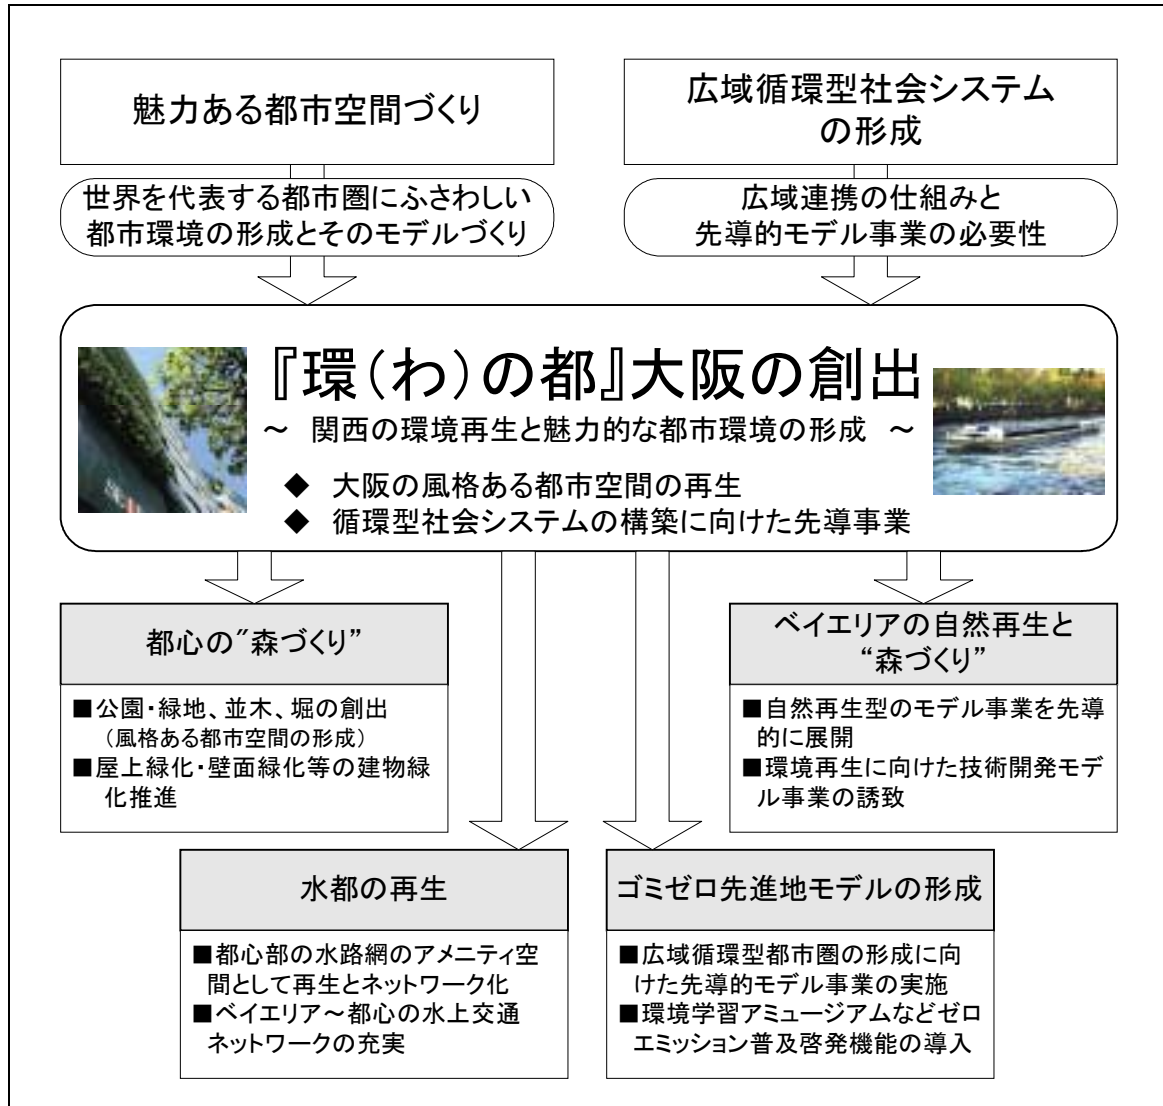 魅力ある都市空間づくり
広域循環型社会システム
の形成
世界を代表する都市圏にふさわしい
都市環境の形成とそのモデルづくり
広域連携の仕組みと
先導的モデル事業の必要性
『環(わ)の都』大阪の創出
～ 関西の環境再生と魅力的な都市環境の形成 ～
◆ 大阪の風格ある都市空間の再生
◆ 循環型社会システムの構築に向けた先導事業
都心の″森づくり”
■公園・緑地、並木、堀の創出
（風格ある都市空間の形成）
■屋上緑化・壁面緑化等の建物緑
化推進
ベイエリアの自然再生と
“森づくり”
■自然再生型のモデル事業を先導
的に展開
■環境再生に向けた技術開発モデ
ル事業の誘致
水都の再生
■都心部の水路網のアメニティ空
間として再生とネットワーク化
■ベイエリア～都心の水上交通
ネットワークの充実
ゴミゼロ先進地モデルの形成
■広域循環型都市圏の形成に向
けた先導的モデル事業の実施
■環境学習アミュージアムなどゼロ
エミッション普及啓発機能の導入